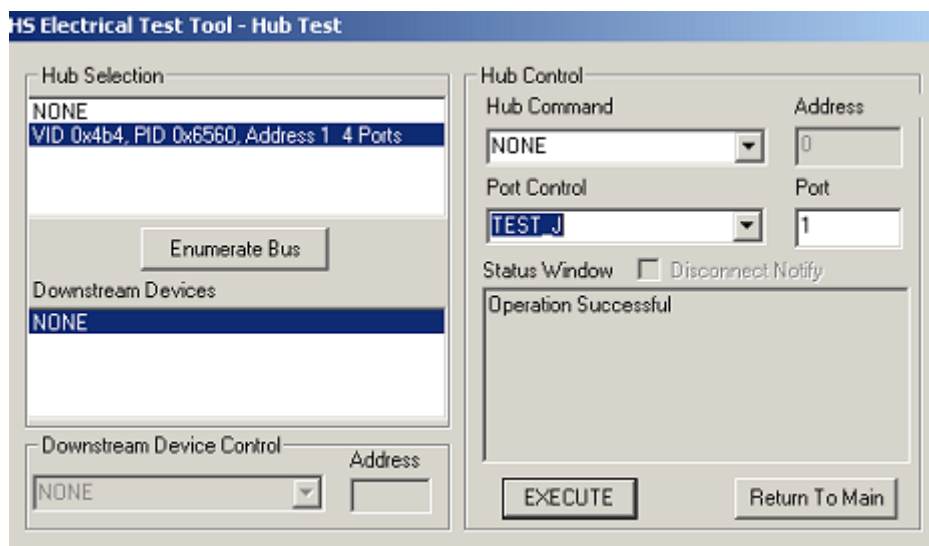 HS Electrical Test Tool - Hub Test
Hub Selection
NONE
VID 0x4b4, PID 0x6560, Address 1 4 Ports
Enumerate Bus
Downstream Devices
NONE
Downstream Device Control
Address
NONE
Hub Control
Hub Command
Address
NONE
0
Port Control
Port
TEST_J
1
Status Window
Disconnect Notify
Operation Successful
EXECUTE
Return To Main